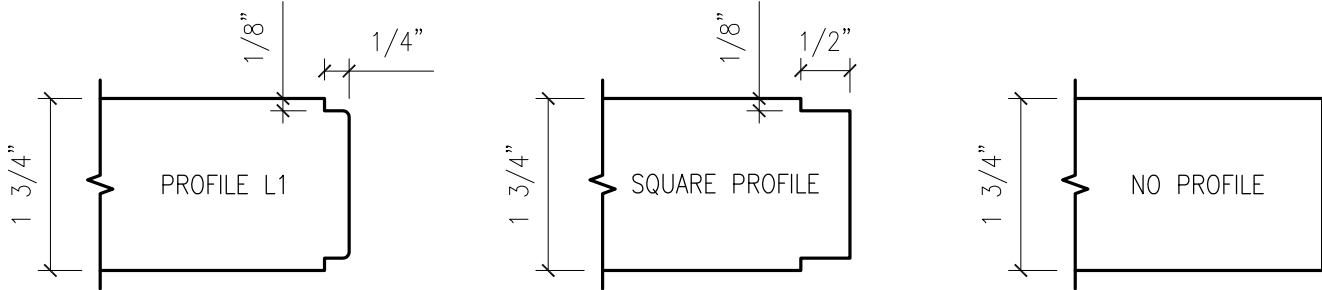 1/8"
1/4"
1 3/4"
PROFILE L1
1/8"
1/2"
1 3/4"
SQUARE PROFILE
1 3/4"
NO PROFILE